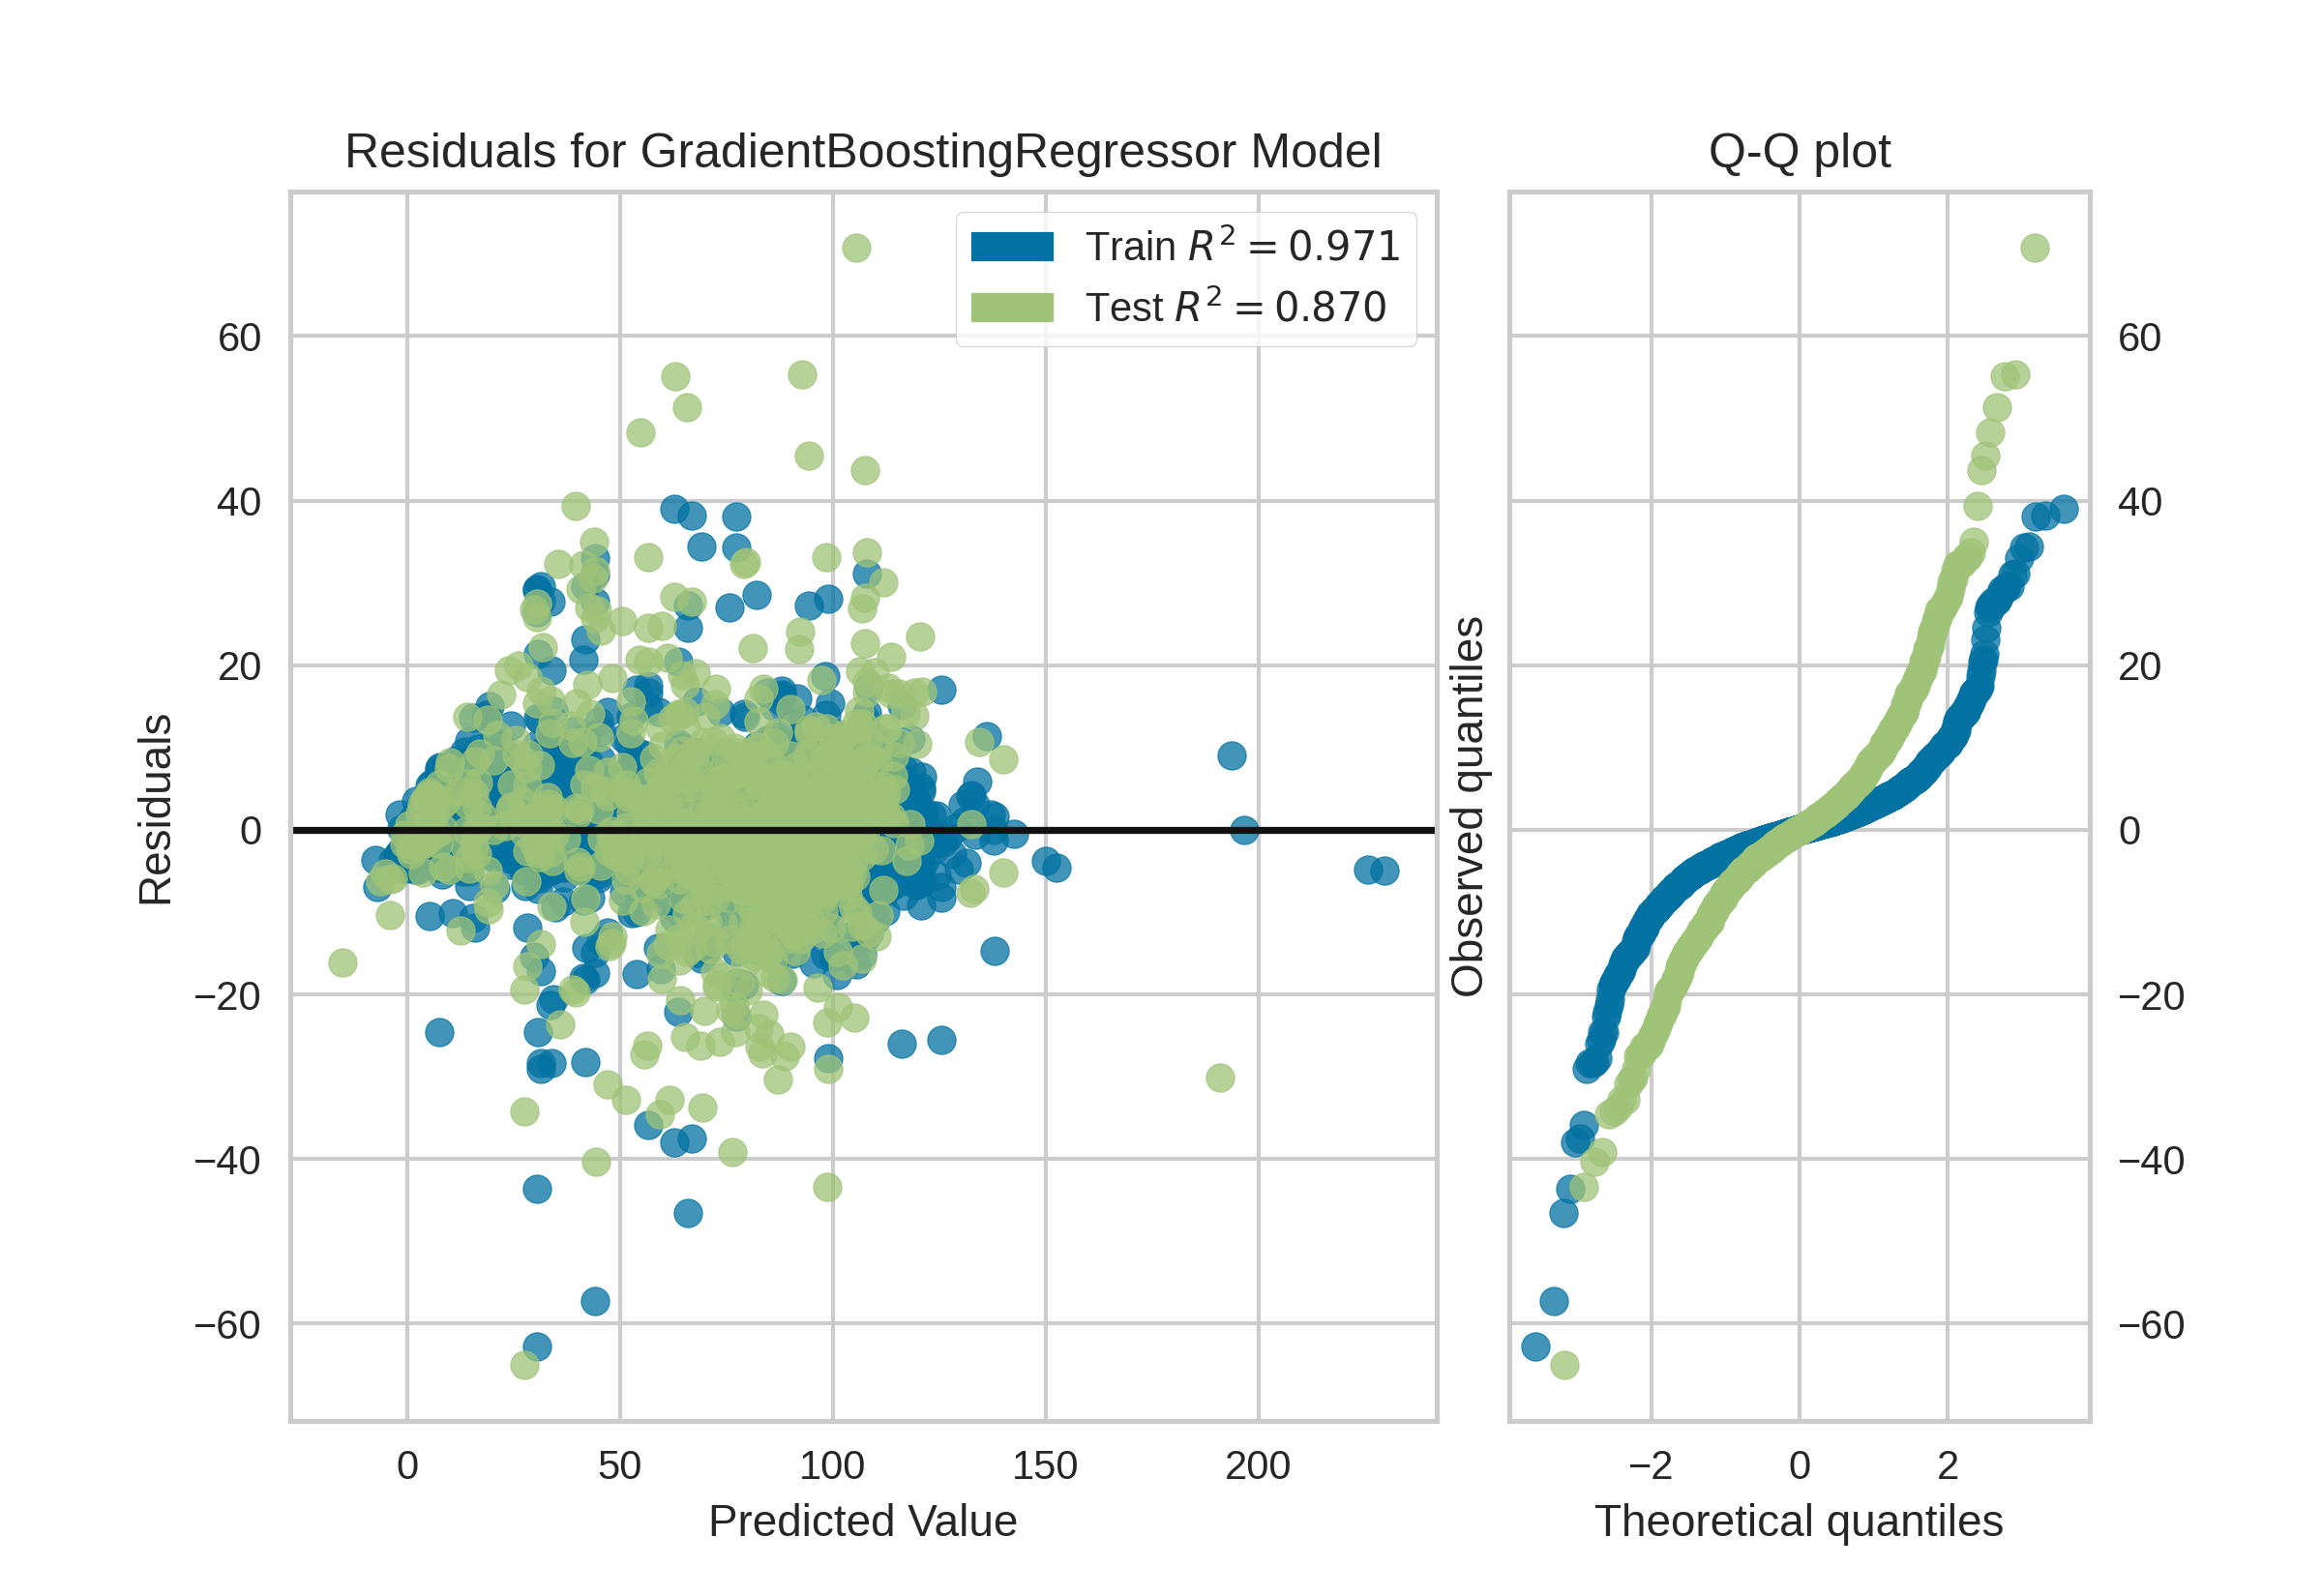 Residuals for GradientBoostingRegressor Model
Train R² = 0.971
Test R² = 0.870
60
40
20
0
−20
−40
−60
Residuals
0 50 100 150 200
Predicted Value
Q-Q plot
Observed quantiles
60
40
20
0
−20
−40
−60
−2 0 2
Theoretical quantiles